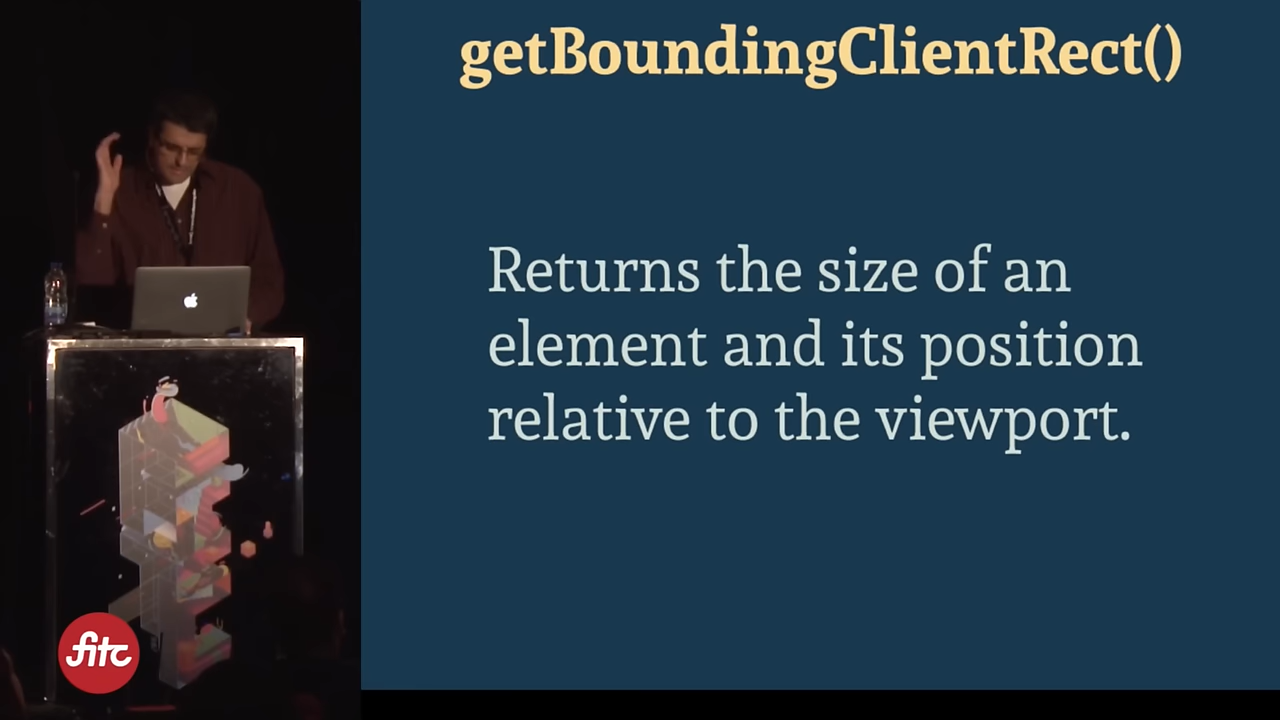 getBoundingClientRect()
Returns the size of an
element and its position
relative to the viewport.
fitc